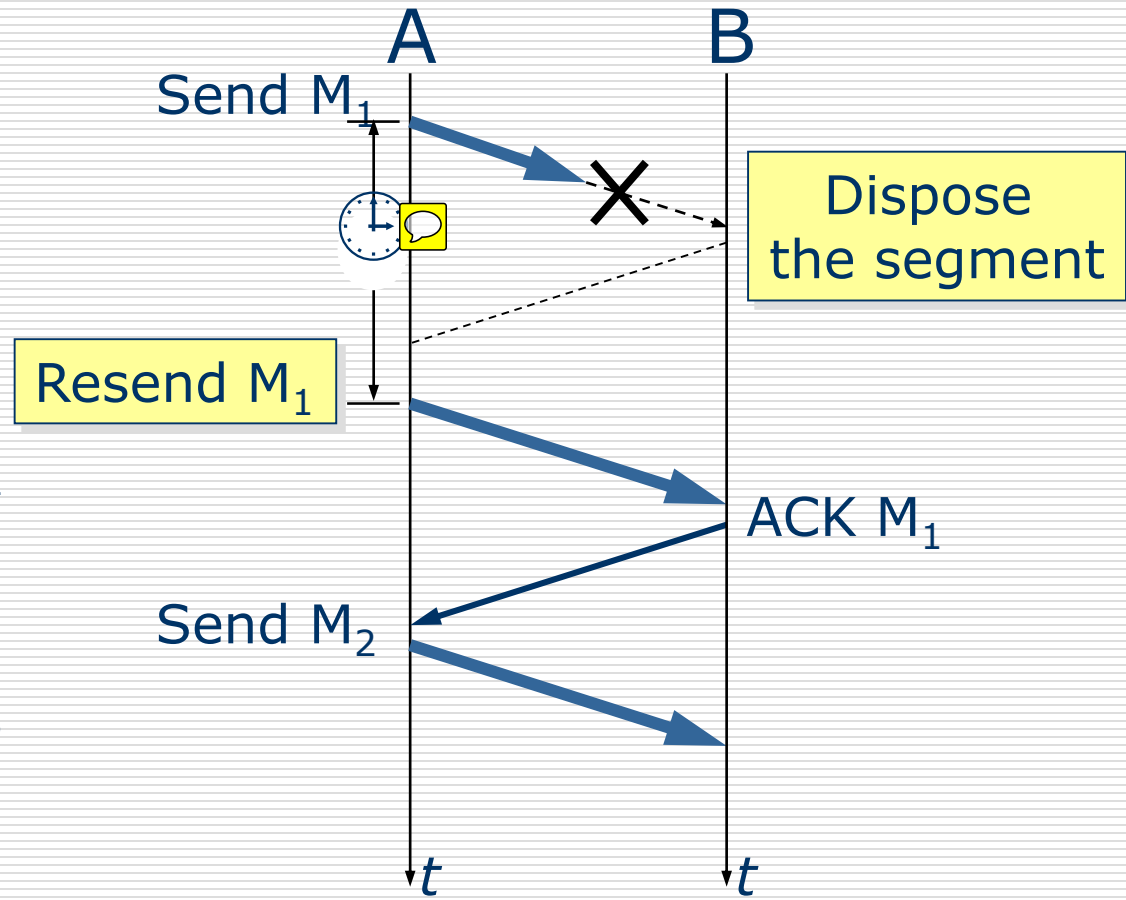 A
B
Send M₁
Dispose
the segment
Resend M₁
ACK M₁
Send M₂
t
t